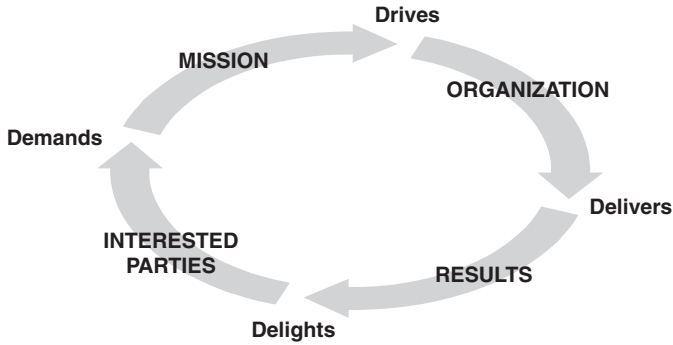 Drives
MISSION
ORGANIZATION
Demands
Delivers
INTERESTED
PARTIES
RESULTS
Delights